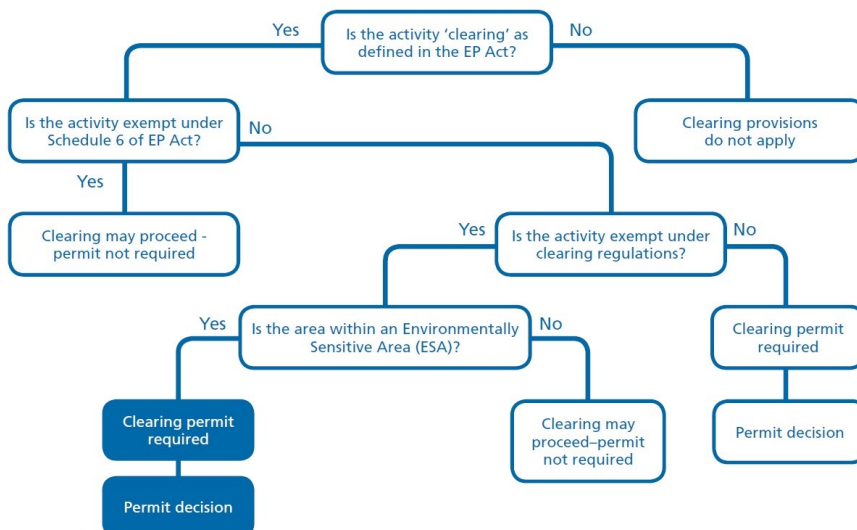 Yes
Is the activity ‘clearing’ as
defined in the EP Act?
No
Is the activity exempt under
Schedule 6 of EP Act?
No
Clearing provisions
do not apply
Yes
Clearing may proceed -
permit not required
Yes
Is the activity exempt under
clearing regulations?
No
Yes
Is the area within an Environmentally
Sensitive Area (ESA)?
No
Clearing permit
required
Clearing permit
required
Clearing may
proceed–permit
not required
Permit decision
Permit decision